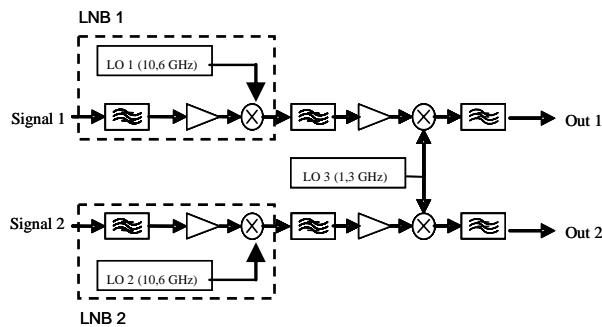 LNB 1
LO 1 (10,6 GHz)
Signal 1
Out 1
LO 3 (1,3 GHz)
Signal 2
Out 2
LO 2 (10,6 GHz)
LNB 2